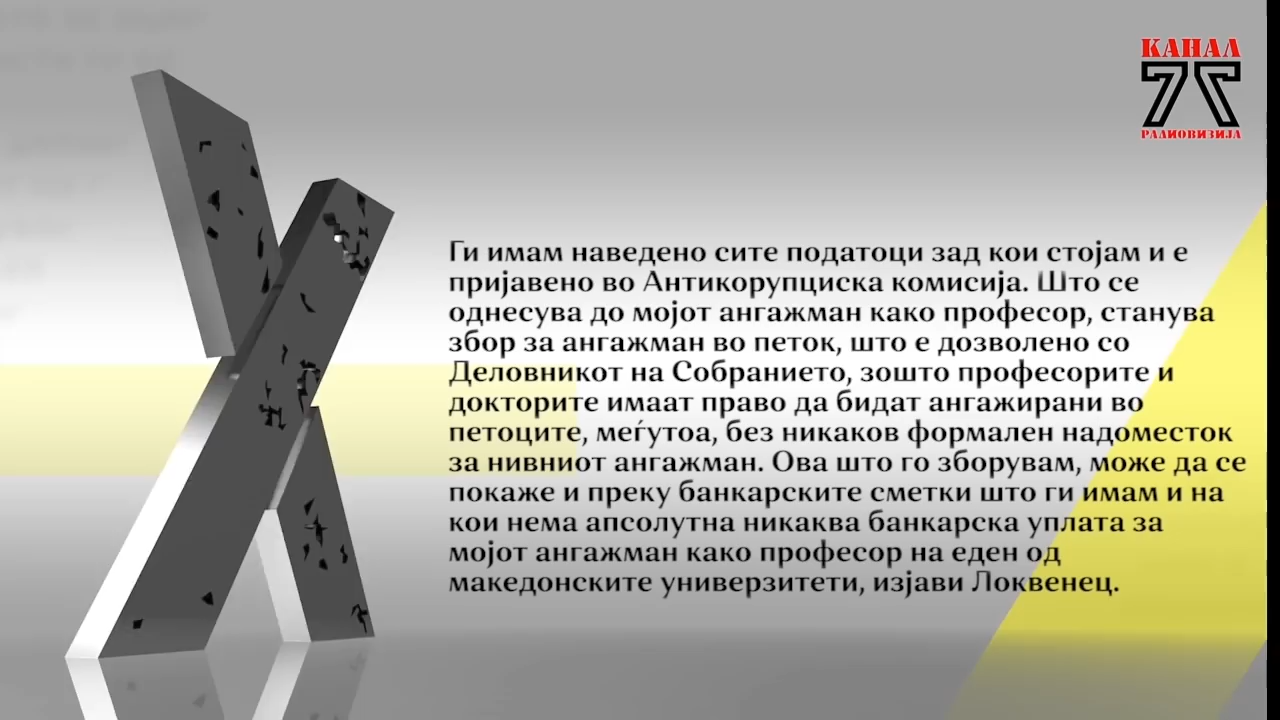 КАНАЛ
77
РАДИОВИЗИЈА
Ги имам наведено сите податоци зад кои стојам и е
пријавено во Антикорупциска комисија. Што се
однесува до мојот ангажман како професор, станува
збор за ангажман во петок, што е дозволено со
Деловникот на Собранието, зошто професорите и
докторите имаат право да бидат ангажирани во
петоците, меѓутоа, без никаков формален надоместок
за нивниот ангажман. Ова што го зборувам, може да се
покаже и преку банкарските сметки што ги имам и на
кои нема апсолутна никаква банкарска уплата за
мојот ангажман како професор на еден од
македонските универзитети, изјави Локвенец.